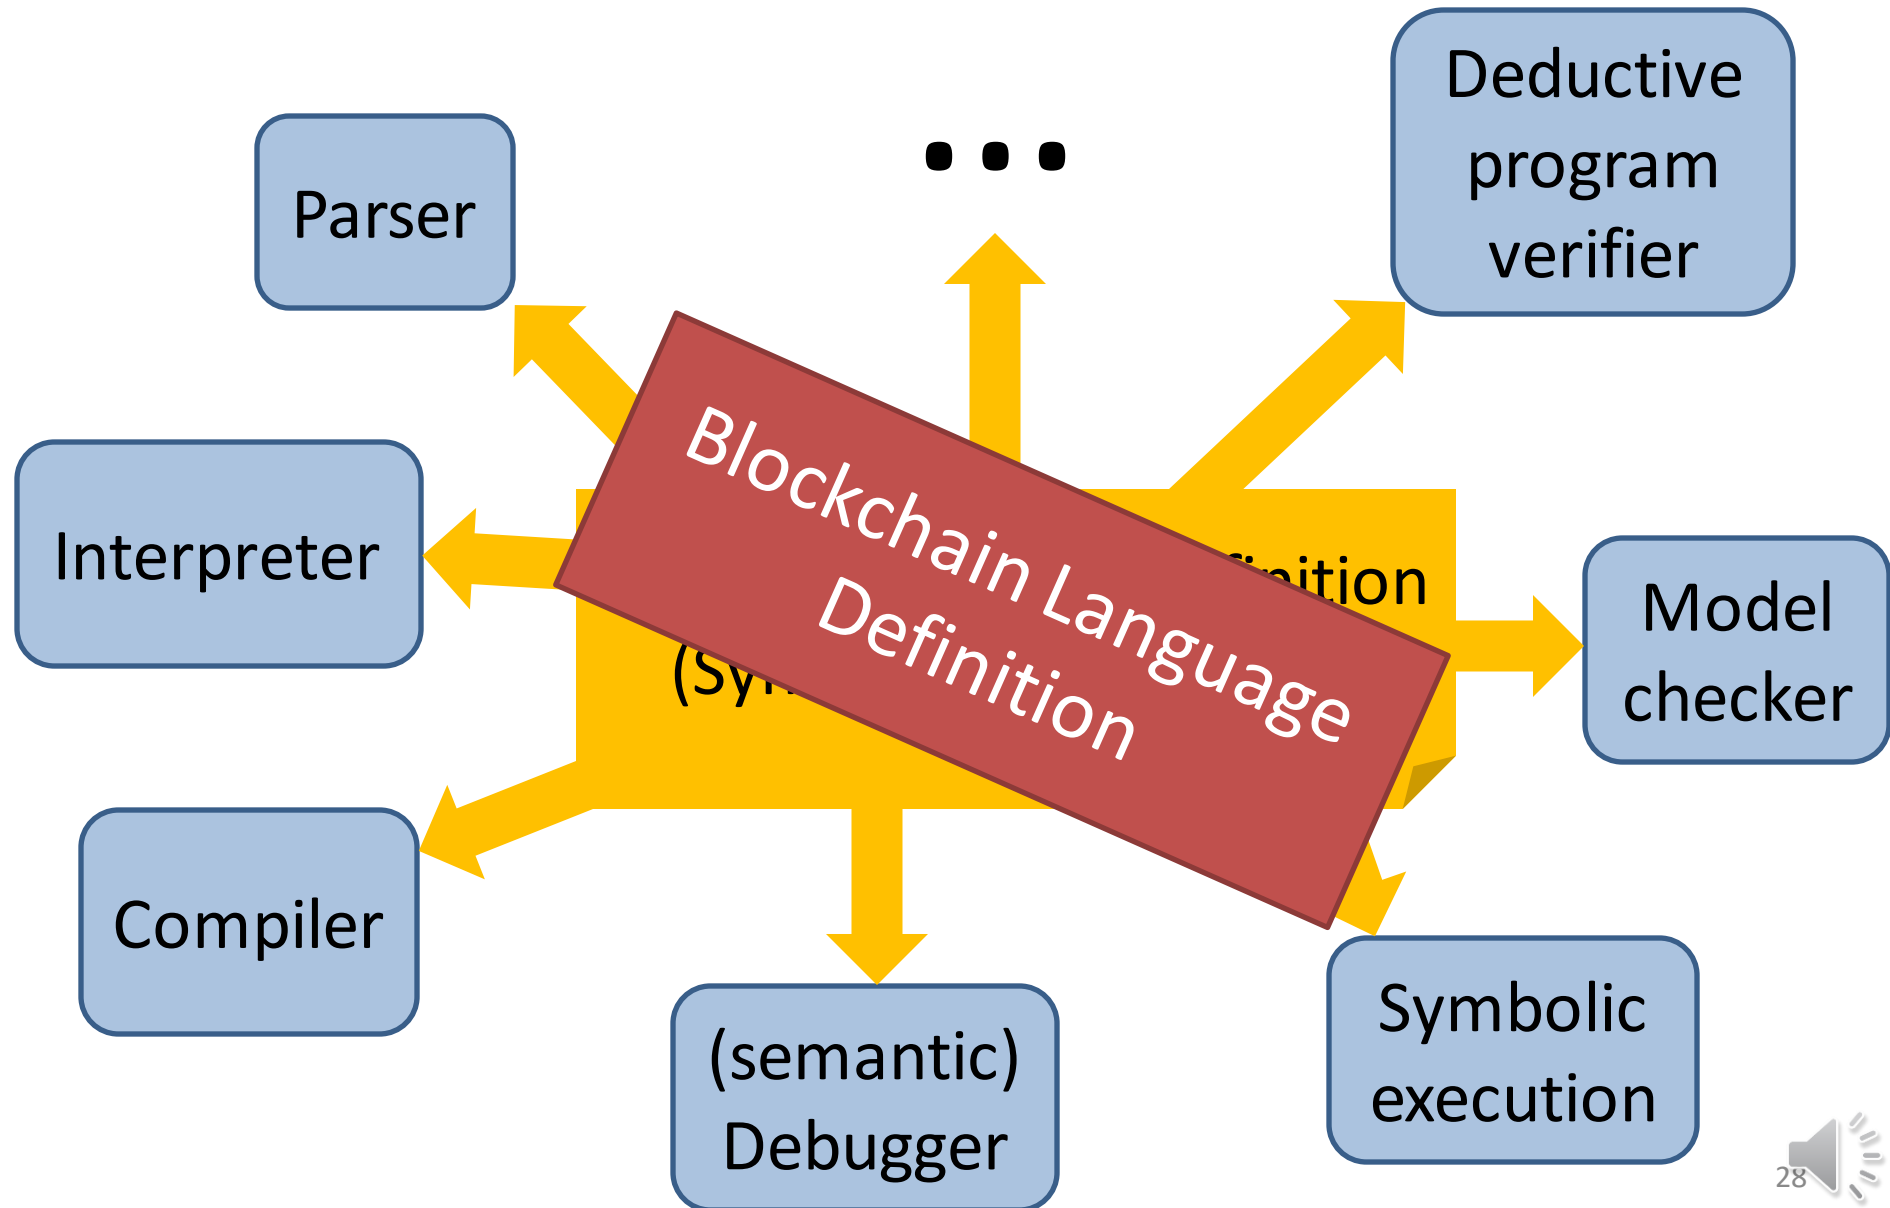 ...
Deductive
program
verifier
Parser
Blockchain Language
Definition
Interpreter
Model
checker
Compiler
(semantic)
Debugger
Symbolic
execution
28